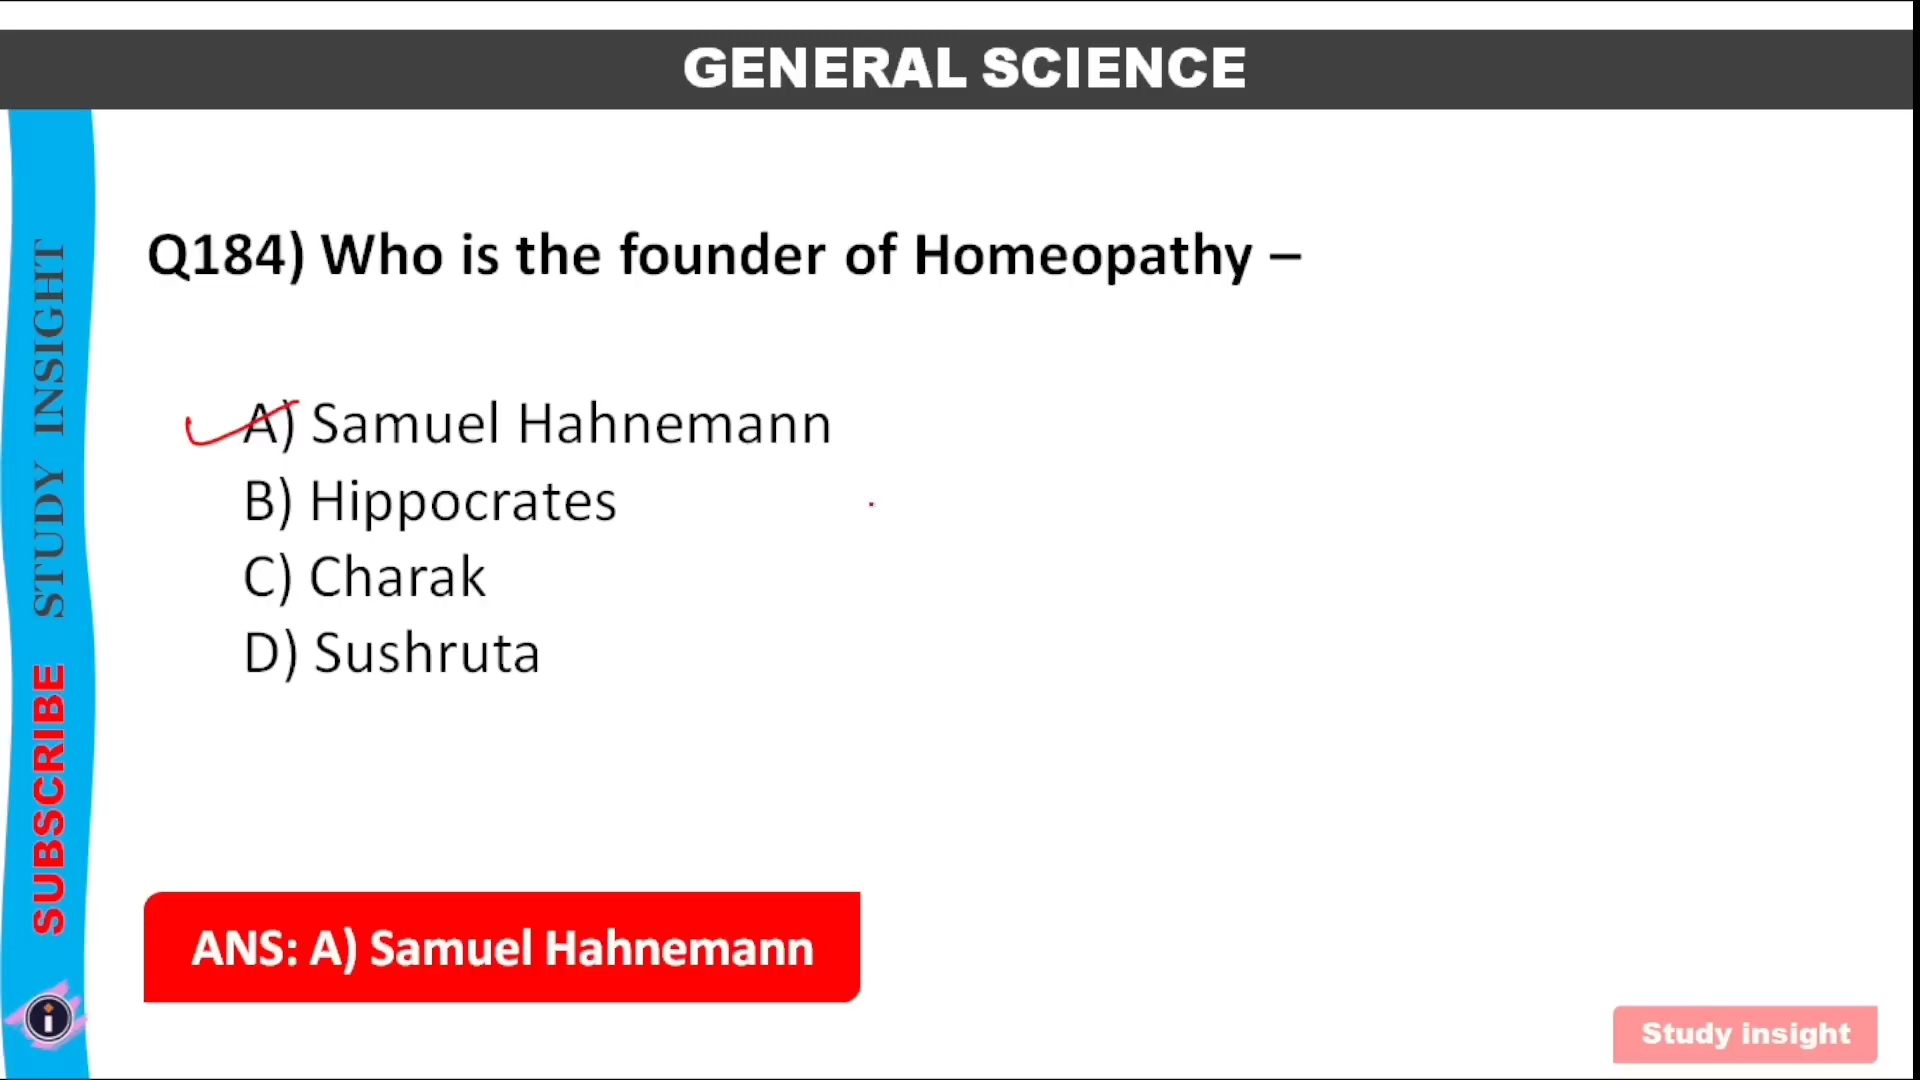 GENERAL SCIENCE
Q184) Who is the founder of Homeopathy –
A) Samuel Hahnemann
B) Hippocrates
C) Charak
D) Sushruta
ANS: A) Samuel Hahnemann
SUBSCRIBE STUDY INSIGHT
i
Study insight